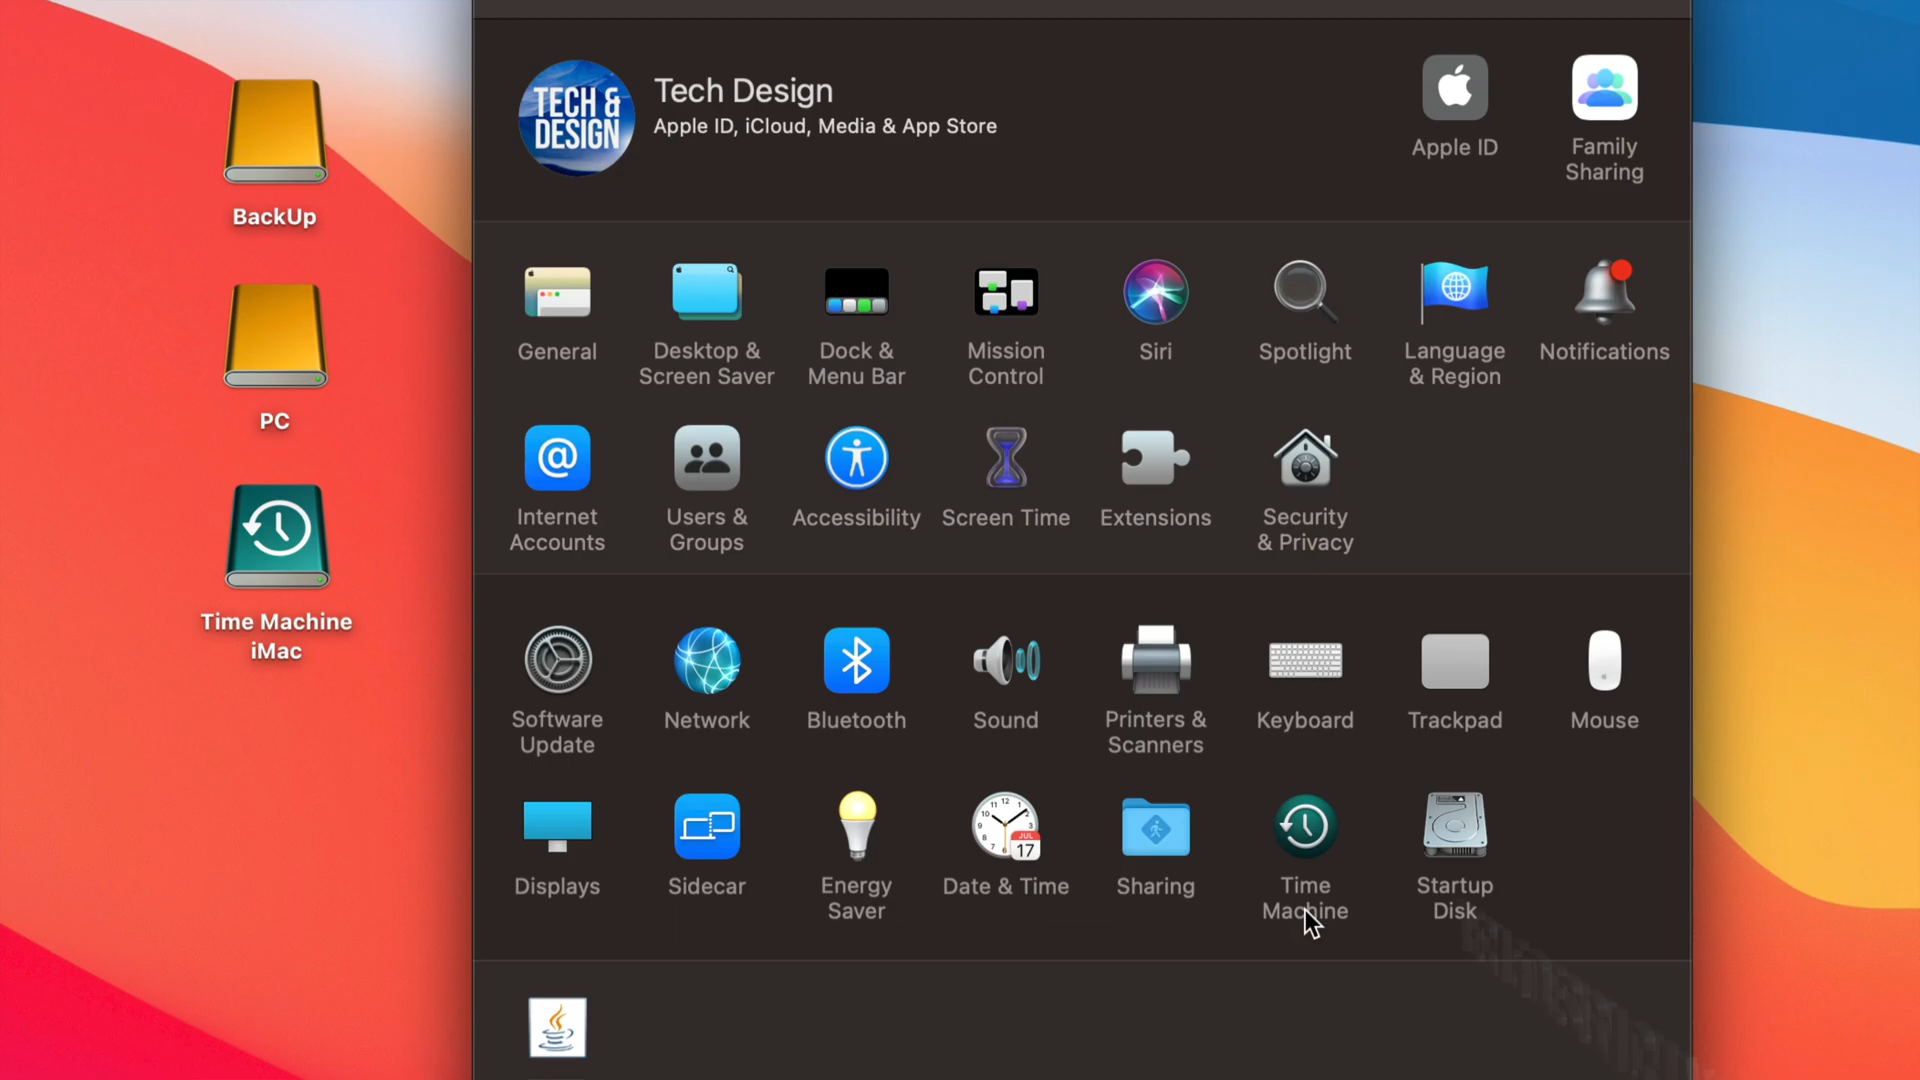 BackUp
PC
Time Machine
iMac
TECH &
DESIGN
Tech Design
Apple ID, iCloud, Media & App Store
Apple ID
Family
Sharing
General
Desktop &
Screen Saver
Dock &
Menu Bar
Mission
Control
Siri
Spotlight
Language
& Region
Notifications
@
Internet
Accounts
Users &
Groups
Accessibility
Screen Time
Extensions
Security
& Privacy
Software
Update
Network
Bluetooth
Sound
Printers &
Scanners
Keyboard
Trackpad
Mouse
Displays
Sidecar
Energy
Saver
JUL
17
Date & Time
Sharing
Time
Machine
Startup
Disk